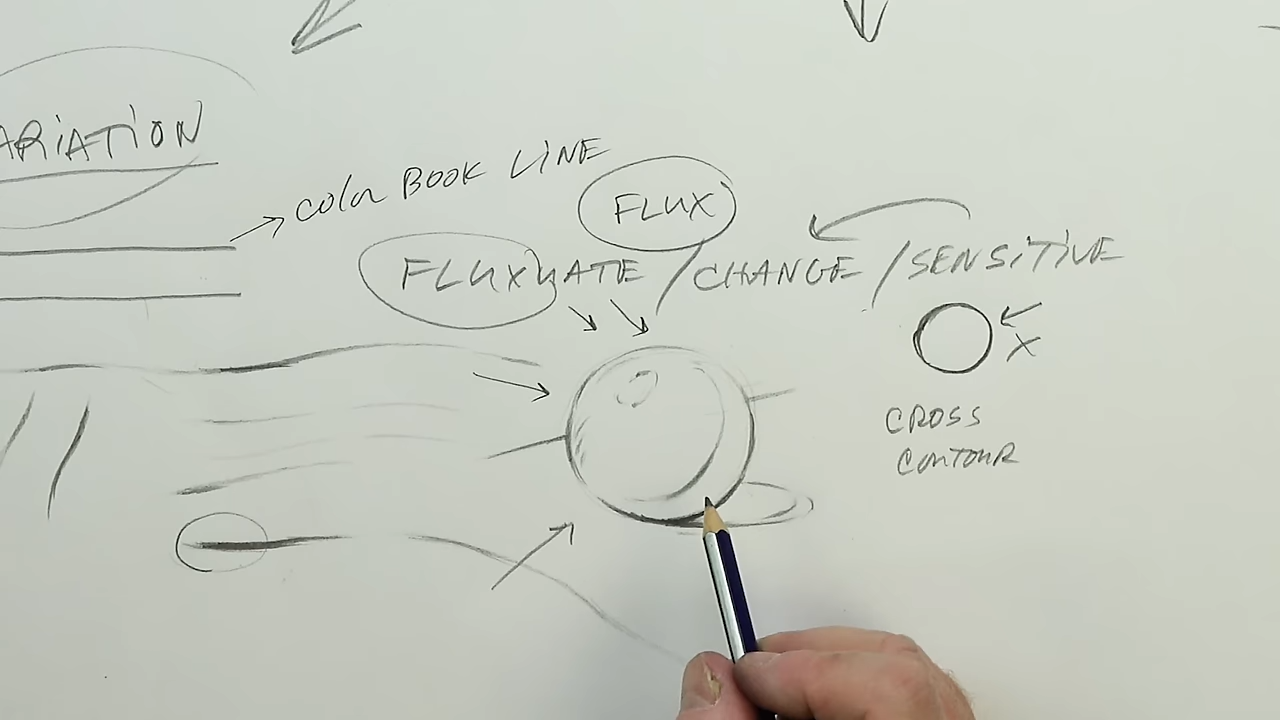 ARiATiON
COlOR BOOK LiNE
FLUX
FLUXUATE / CHANGE / SENSiTiVE
X
CROSS
CONTOUR